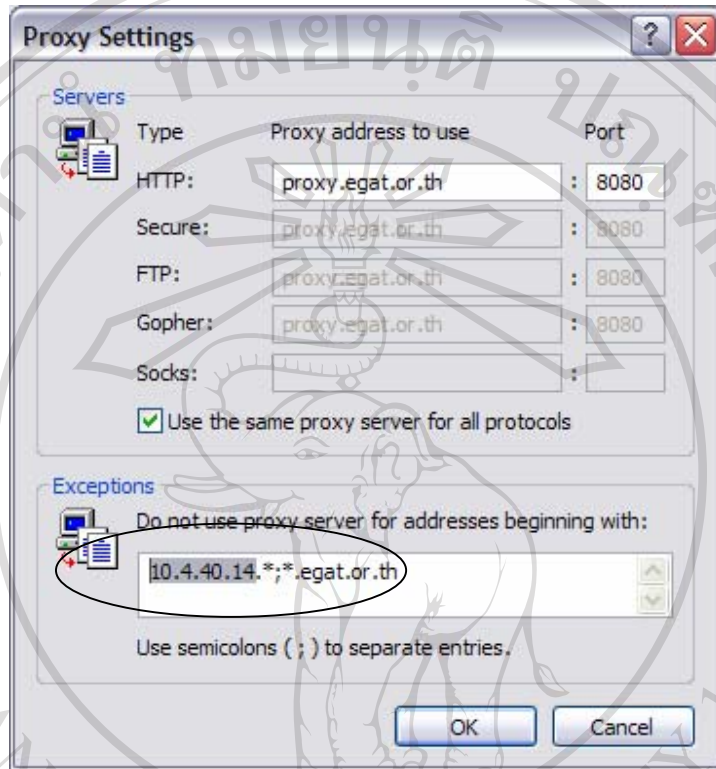 Proxy Settings
Servers
Type Proxy address to use Port
HTTP: proxy.egat.or.th : 8080
Secure: proxy.egat.or.th : 8080
FTP: proxy.egat.or.th : 8080
Gopher: proxy.egat.or.th : 8080
Socks: :
Use the same proxy server for all protocols
Exceptions
Do not use proxy server for addresses beginning with:
10.4.40.14.*;*.egat.or.th
Use semicolons ( ; ) to separate entries.
OK Cancel